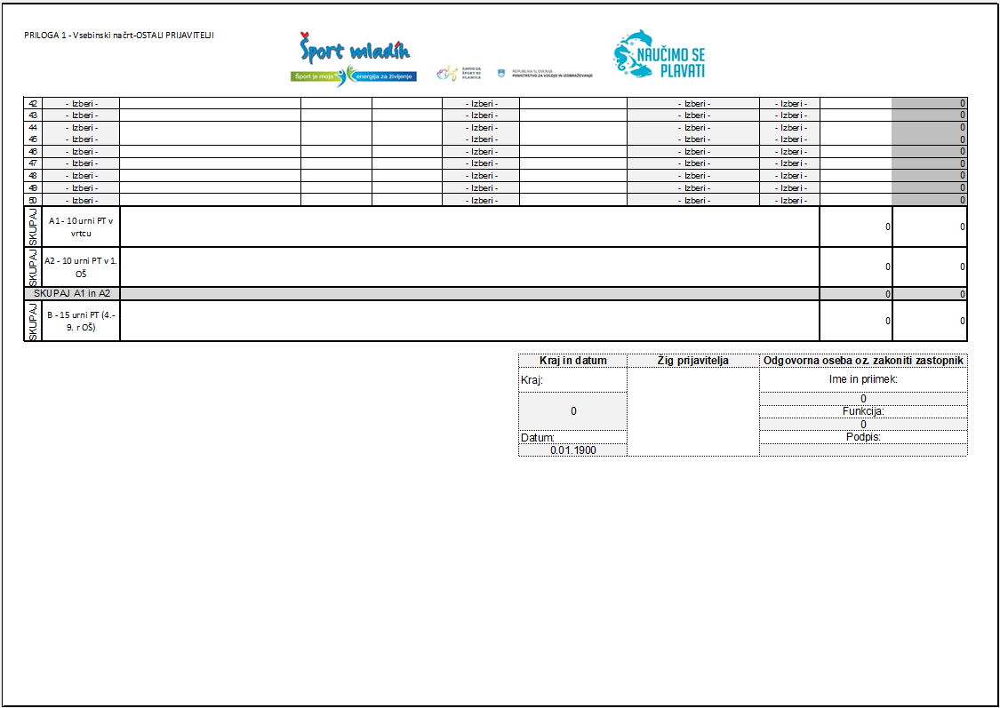 PRILOGA 1 - Vsebinski načrt-OSTALI PRIJAVITELJI
Šport mladih
Šport je moja energija za življenje
ZAVOD ZA
ŠPORT RS
PLANICA
REPUBLIKA SLOVENIJA
MINISTRSTVO ZA VZGOJO IN IZOBRAŽEVANJE
NAUČIMO SE
PLAVATI
42 - Izberi - - Izberi - - Izberi - - Izberi - 0
43 - Izberi - - Izberi - - Izberi - - Izberi - 0
44 - Izberi - - Izberi - - Izberi - - Izberi - 0
45 - Izberi - - Izberi - - Izberi - - Izberi - 0
46 - Izberi - - Izberi - - Izberi - - Izberi - 0
47 - Izberi - - Izberi - - Izberi - - Izberi - 0
48 - Izberi - - Izberi - - Izberi - - Izberi - 0
49 - Izberi - - Izberi - - Izberi - - Izberi - 0
50 - Izberi - - Izberi - - Izberi - - Izberi - 0
SKUPAJ
A1 - 10 urni PT v
vrtcu
0 0
SKUPAJ
A2 - 10 urni PT v 1.
OŠ
0 0
SKUPAJ A1 in A2 0 0
SKUPAJ
B - 15 urni PT (4.-
9. r OŠ)
0 0
Kraj in datum Žig prijavitelja Odgovorna oseba oz. zakoniti zastopnik
Kraj: Ime in priimek:
0
0 Funkcija:
0
Datum: Podpis:
0.01.1900